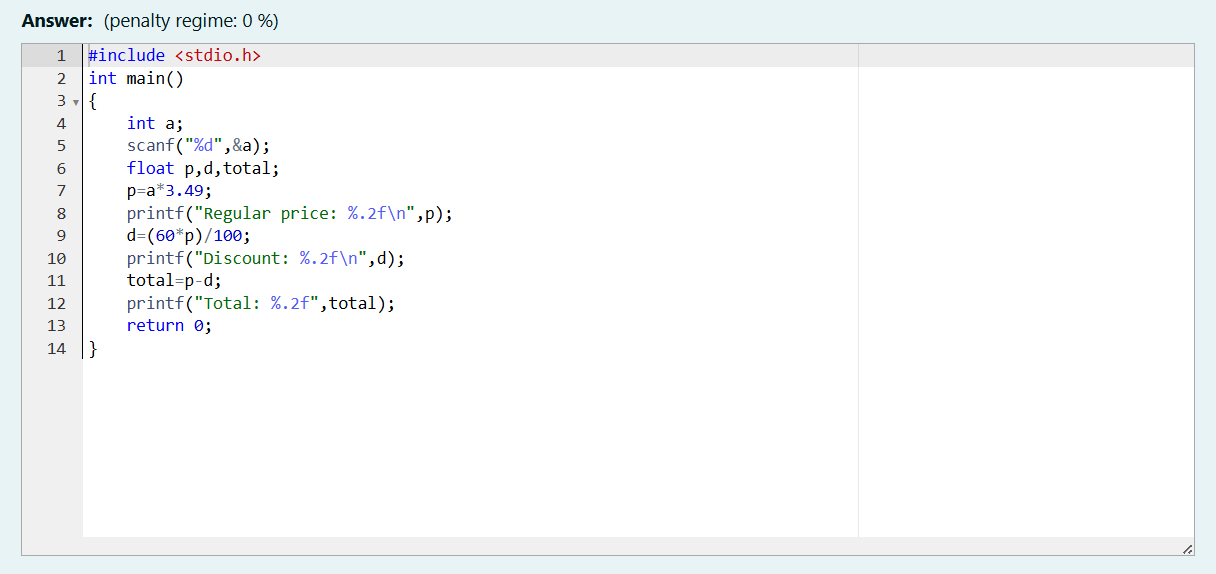 Answer: (penalty regime: 0 %)
1 #include <stdio.h>
2 int main()
3 {
4     int a;
5     scanf("%d",&a);
6     float p,d,total;
7     p=a*3.49;
8     printf("Regular price: %.2f\n",p);
9     d=(60*p)/100;
10     printf("Discount: %.2f\n",d);
11     total=p-d;
12     printf("Total: %.2f",total);
13     return 0;
14 }